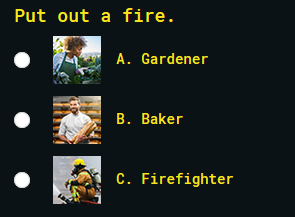 Put out a fire.
A. Gardener
B. Baker
C. Firefighter